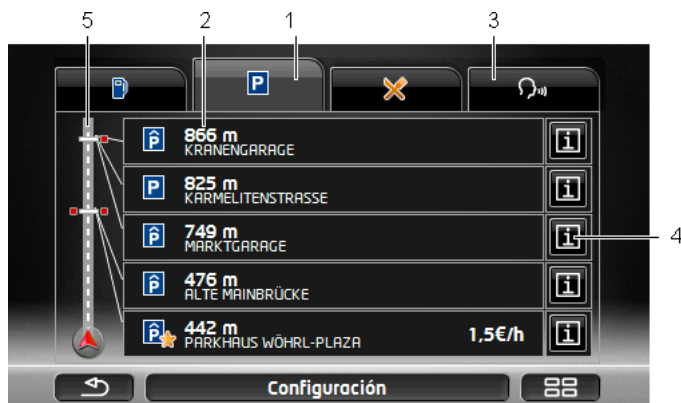 5 2 1 3
P
P 866 m
KRANENGARAGE
i
P 825 m
KARMELITENSTRASSE
i
P 749 m
MARKTGARAGE
i 4
P 476 m
ALTE MAINBRÜCKE
i
P 442 m
PARKHAUS WÖHRL-PLAZA 1,5€/h
i
Configuración